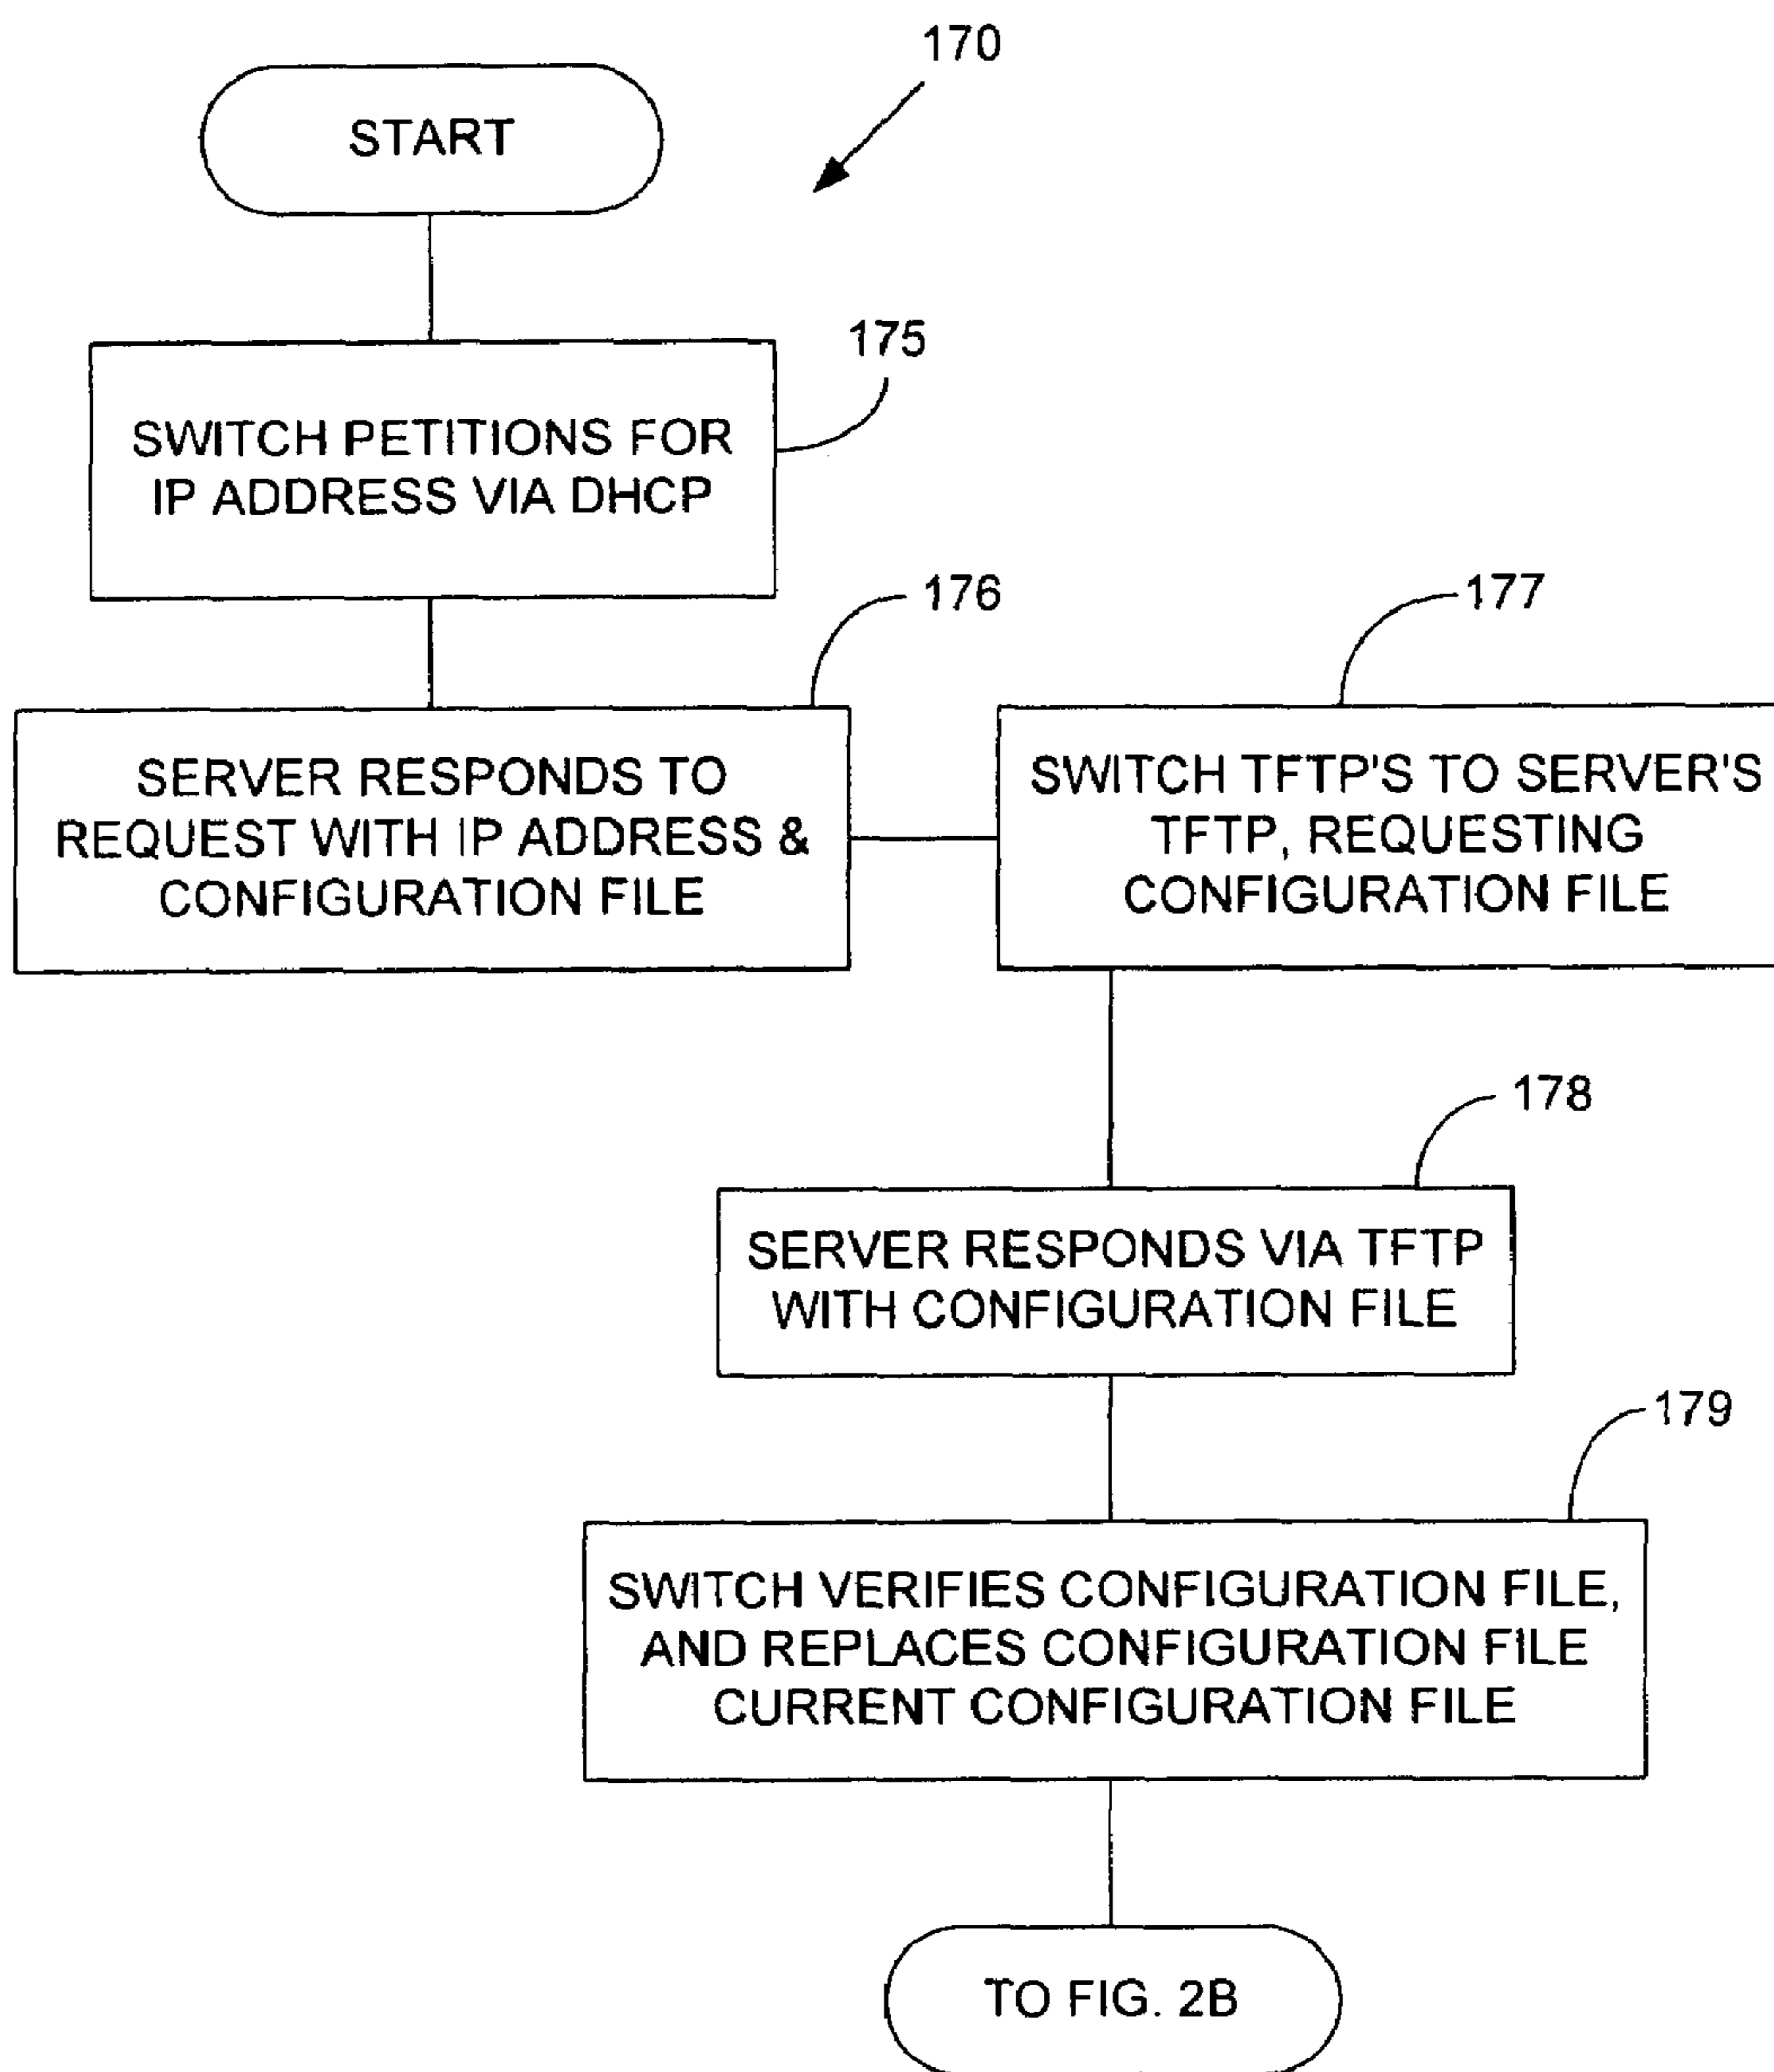 170
START
175
SWITCH PETITIONS FOR
IP ADDRESS VIA DHCP
176
SERVER RESPONDS TO
REQUEST WITH IP ADDRESS &
CONFIGURATION FILE
177
SWITCH TFTP'S TO SERVER'S
TFTP, REQUESTING
CONFIGURATION FILE
178
SERVER RESPONDS VIA TFTP
WITH CONFIGURATION FILE
179
SWITCH VERIFIES CONFIGURATION FILE,
AND REPLACES CONFIGURATION FILE
CURRENT CONFIGURATION FILE
TO FIG. 2B